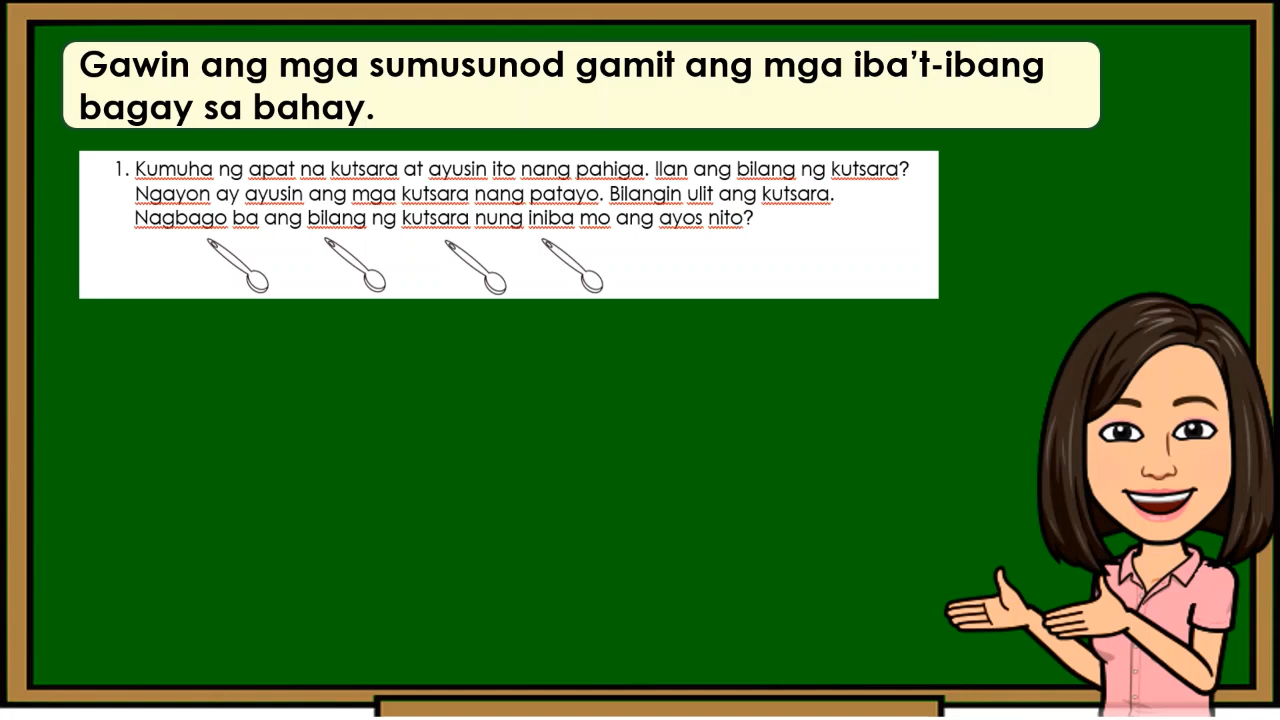 Gawin ang mga sumusunod gamit ang mga iba’t-ibang
bagay sa bahay.
1. Kumuha ng apat na kutsara at ayusin ito nang pahiga. Ilan ang bilang ng kutsara?
Ngayon ay ayusin ang mga kutsara nang patayo. Bilangin ulit ang kutsara.
Nagbago ba ang bilang ng kutsara nung iniba mo ang ayos nito?